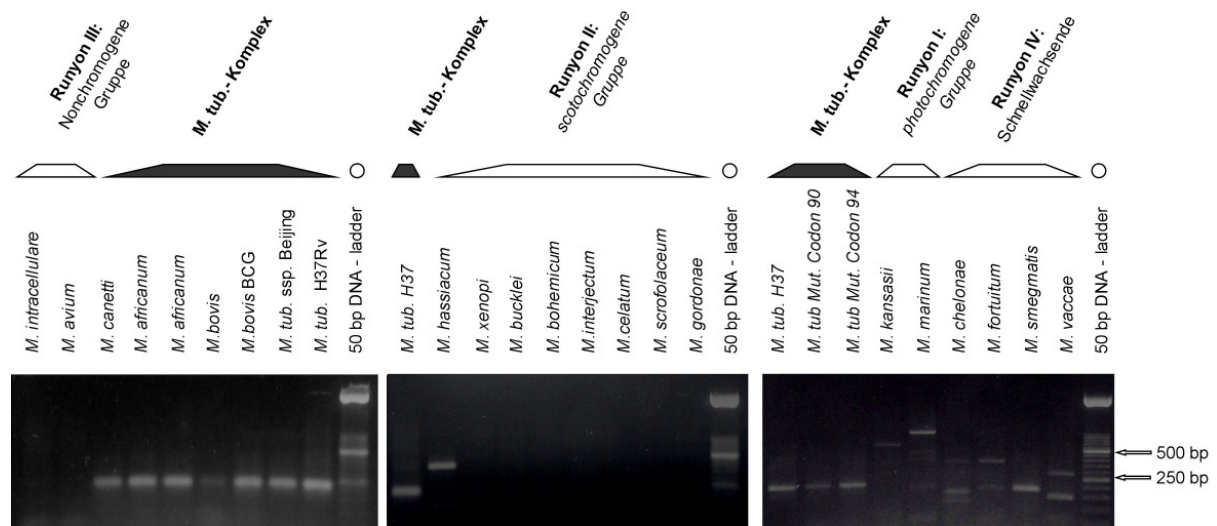 Runyon III:
Nonchromogene
Gruppe
M. tub.- Komplex
M. tub.- Komplex
Runyon II:
scotochromogene
Gruppe
M. tub.- Komplex
Runyon I:
photochromogene
Gruppe
Runyon IV:
Schnellwachsende
M. intracellulare
M. avium
M. canetti
M. africanum
M. africanum
M. bovis
M.bovis BCG
M. tub. ssp. Beijing
M. tub. H37Rv
50 bp DNA - ladder
M. tub. H37
M. hassiacum
M. xenopi
M. bucklei
M. bohemicum
M.interjectum
M.celatum
M. scrofolaceum
M. gordonae
50 bp DNA - ladder
M. tub. H37
M. tub Mut. Codon 90
M. tub Mut. Codon 94
M. kansasii
M. marinum
M. chelonae
M. fortuitum
M. smegmatis
M. vaccae
50 bp DNA - ladder
500 bp
250 bp